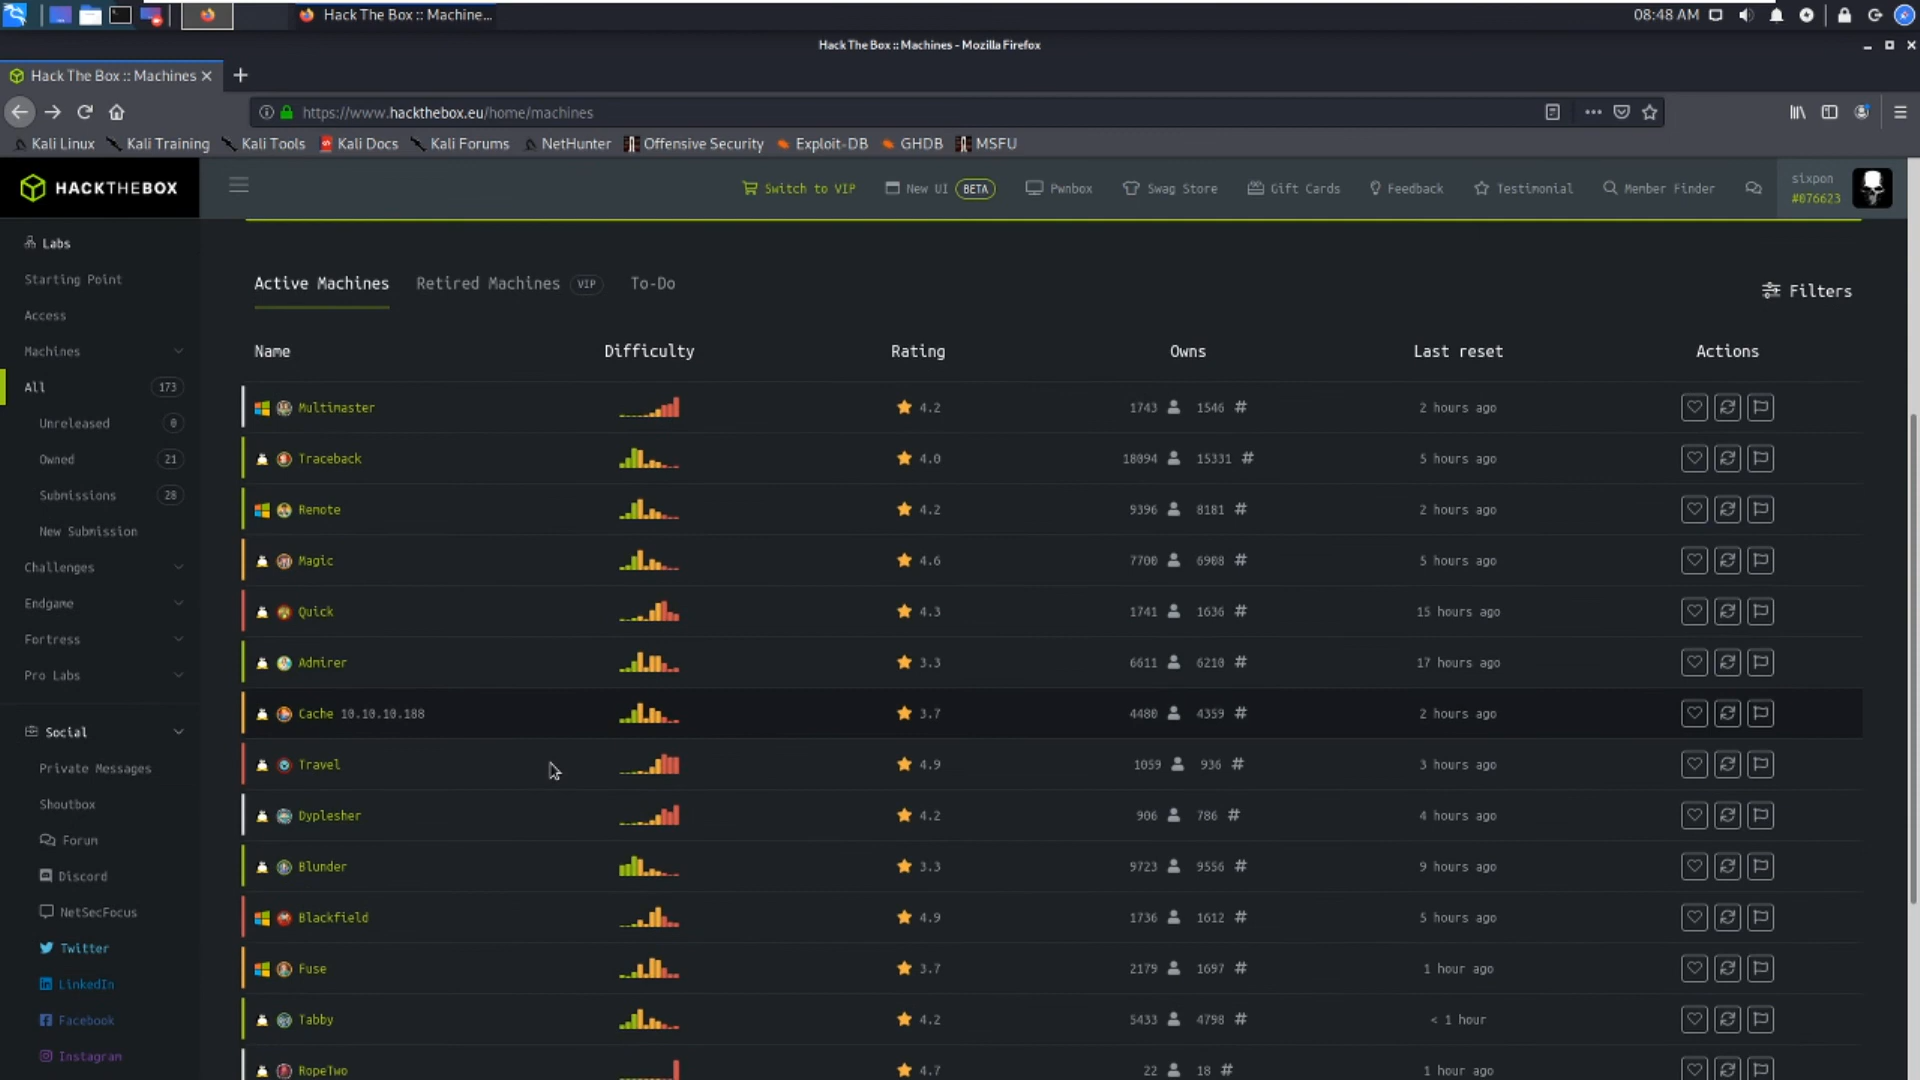 Hack The Box :: Machine...
08:48 AM
Hack The Box :: Machines - Mozilla Firefox
Hack The Box :: Machines
https://www.hackthebox.eu/home/machines
Kali Linux Kali Training Kali Tools Kali Docs Kali Forums NetHunter Offensive Security Exploit-DB GHDB MSFU
HACKTHEBOX
Switch to VIP New UI BETA Pwnbox Swag Store Gift Cards Feedback Testimonial Member Finder
sixpon
#076623
Labs
Starting Point
Access
Machines
All 173
Unreleased 0
Owned 21
Submissions 28
New Submission
Challenges
Endgame
Fortress
Pro Labs
Social
Private Messages
Shoutbox
Forum
Discord
NetSecFocus
Twitter
LinkedIn
Facebook
Instagram
Active Machines Retired Machines VIP To-Do
Filters
Name Difficulty Rating Owns Last reset Actions
Multimaster 4.2 1743 1546 # 2 hours ago
Traceback 4.0 18094 15331 # 5 hours ago
Remote 4.2 9396 8181 # 2 hours ago
Magic 4.6 7700 6908 # 5 hours ago
Quick 4.3 1741 1636 # 15 hours ago
Admirer 3.3 6611 6210 # 17 hours ago
Cache 10.10.10.188 3.7 4480 4359 # 2 hours ago
Travel 4.9 1059 936 # 3 hours ago
Dyplesher 4.2 906 786 # 4 hours ago
Blunder 3.3 9723 9556 # 9 hours ago
Blackfield 4.9 1736 1612 # 5 hours ago
Fuse 3.7 2179 1697 # 1 hour ago
Tabby 4.2 5433 4798 # < 1 hour
RopeTwo 4.7 22 18 # 1 hour ago